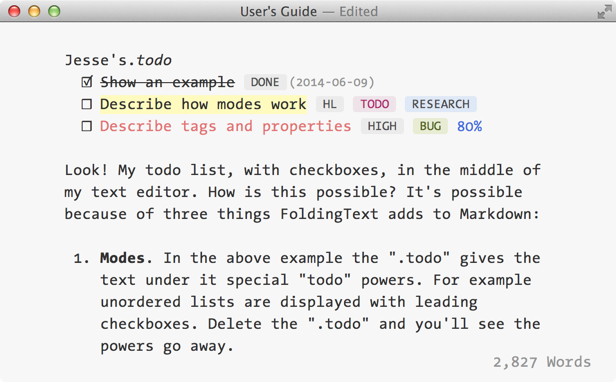 User's Guide — Edited
Jesse's.todo
☑ Show an example DONE (2014-06-09)
☐ Describe how modes work HL TODO RESEARCH
☐ Describe tags and properties HIGH BUG 80%
Look! My todo list, with checkboxes, in the middle of
my text editor. How is this possible? It's possible
because of three things FoldingText adds to Markdown:
1. Modes. In the above example the ".todo" gives the
text under it special "todo" powers. For example
unordered lists are displayed with leading
checkboxes. Delete the ".todo" and you'll see the
powers go away.
2,827 Words